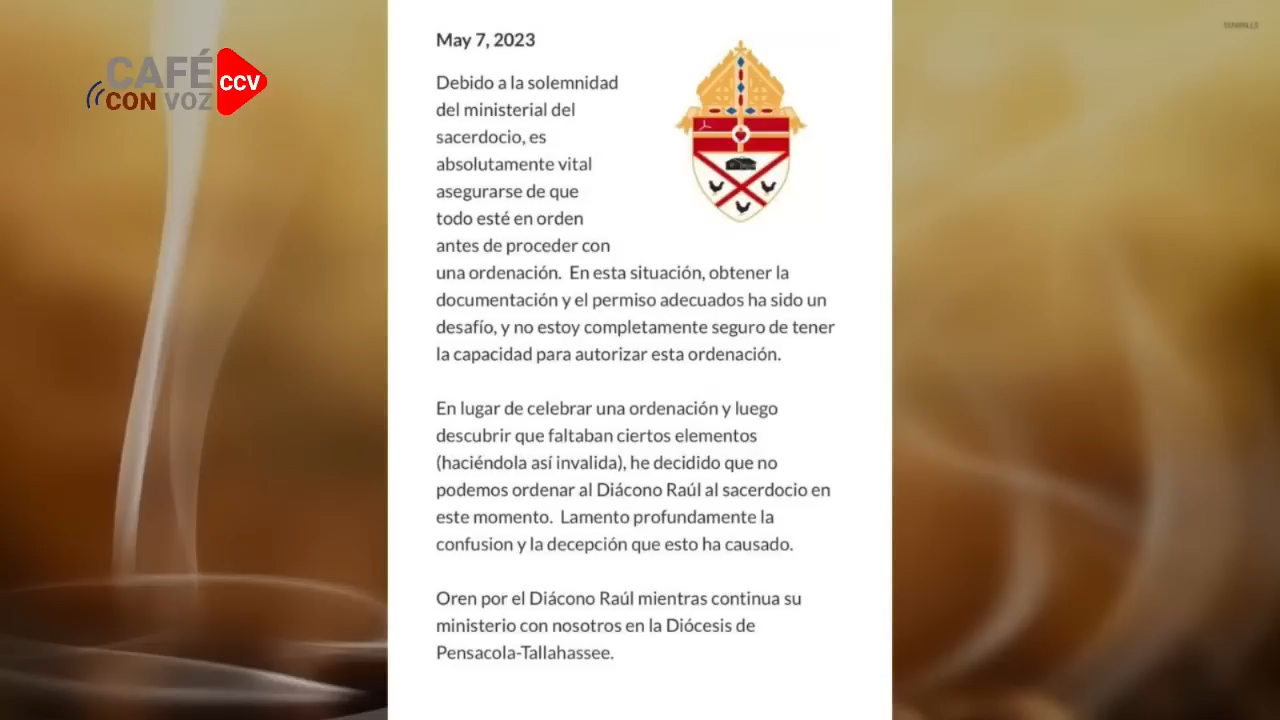 CAFÉ
CON VOZ
CCV
May 7, 2023
Debido a la solemnidad
del ministerial del
sacerdocio, es
absolutamente vital
asegurarse de que
todo esté en orden
antes de proceder con
una ordenación. En esta situación, obtener la
documentación y el permiso adecuados ha sido un
desafío, y no estoy completamente seguro de tener
la capacidad para autorizar esta ordenación.
En lugar de celebrar una ordenación y luego
descubrir que faltaban ciertos elementos
(haciéndola así invalida), he decidido que no
podemos ordenar al Diácono Raúl al sacerdocio en
este momento. Lamento profundamente la
confusion y la decepción que esto ha causado.
Oren por el Diácono Raúl mientras continua su
ministerio con nosotros en la Diócesis de
Pensacola-Tallahassee.